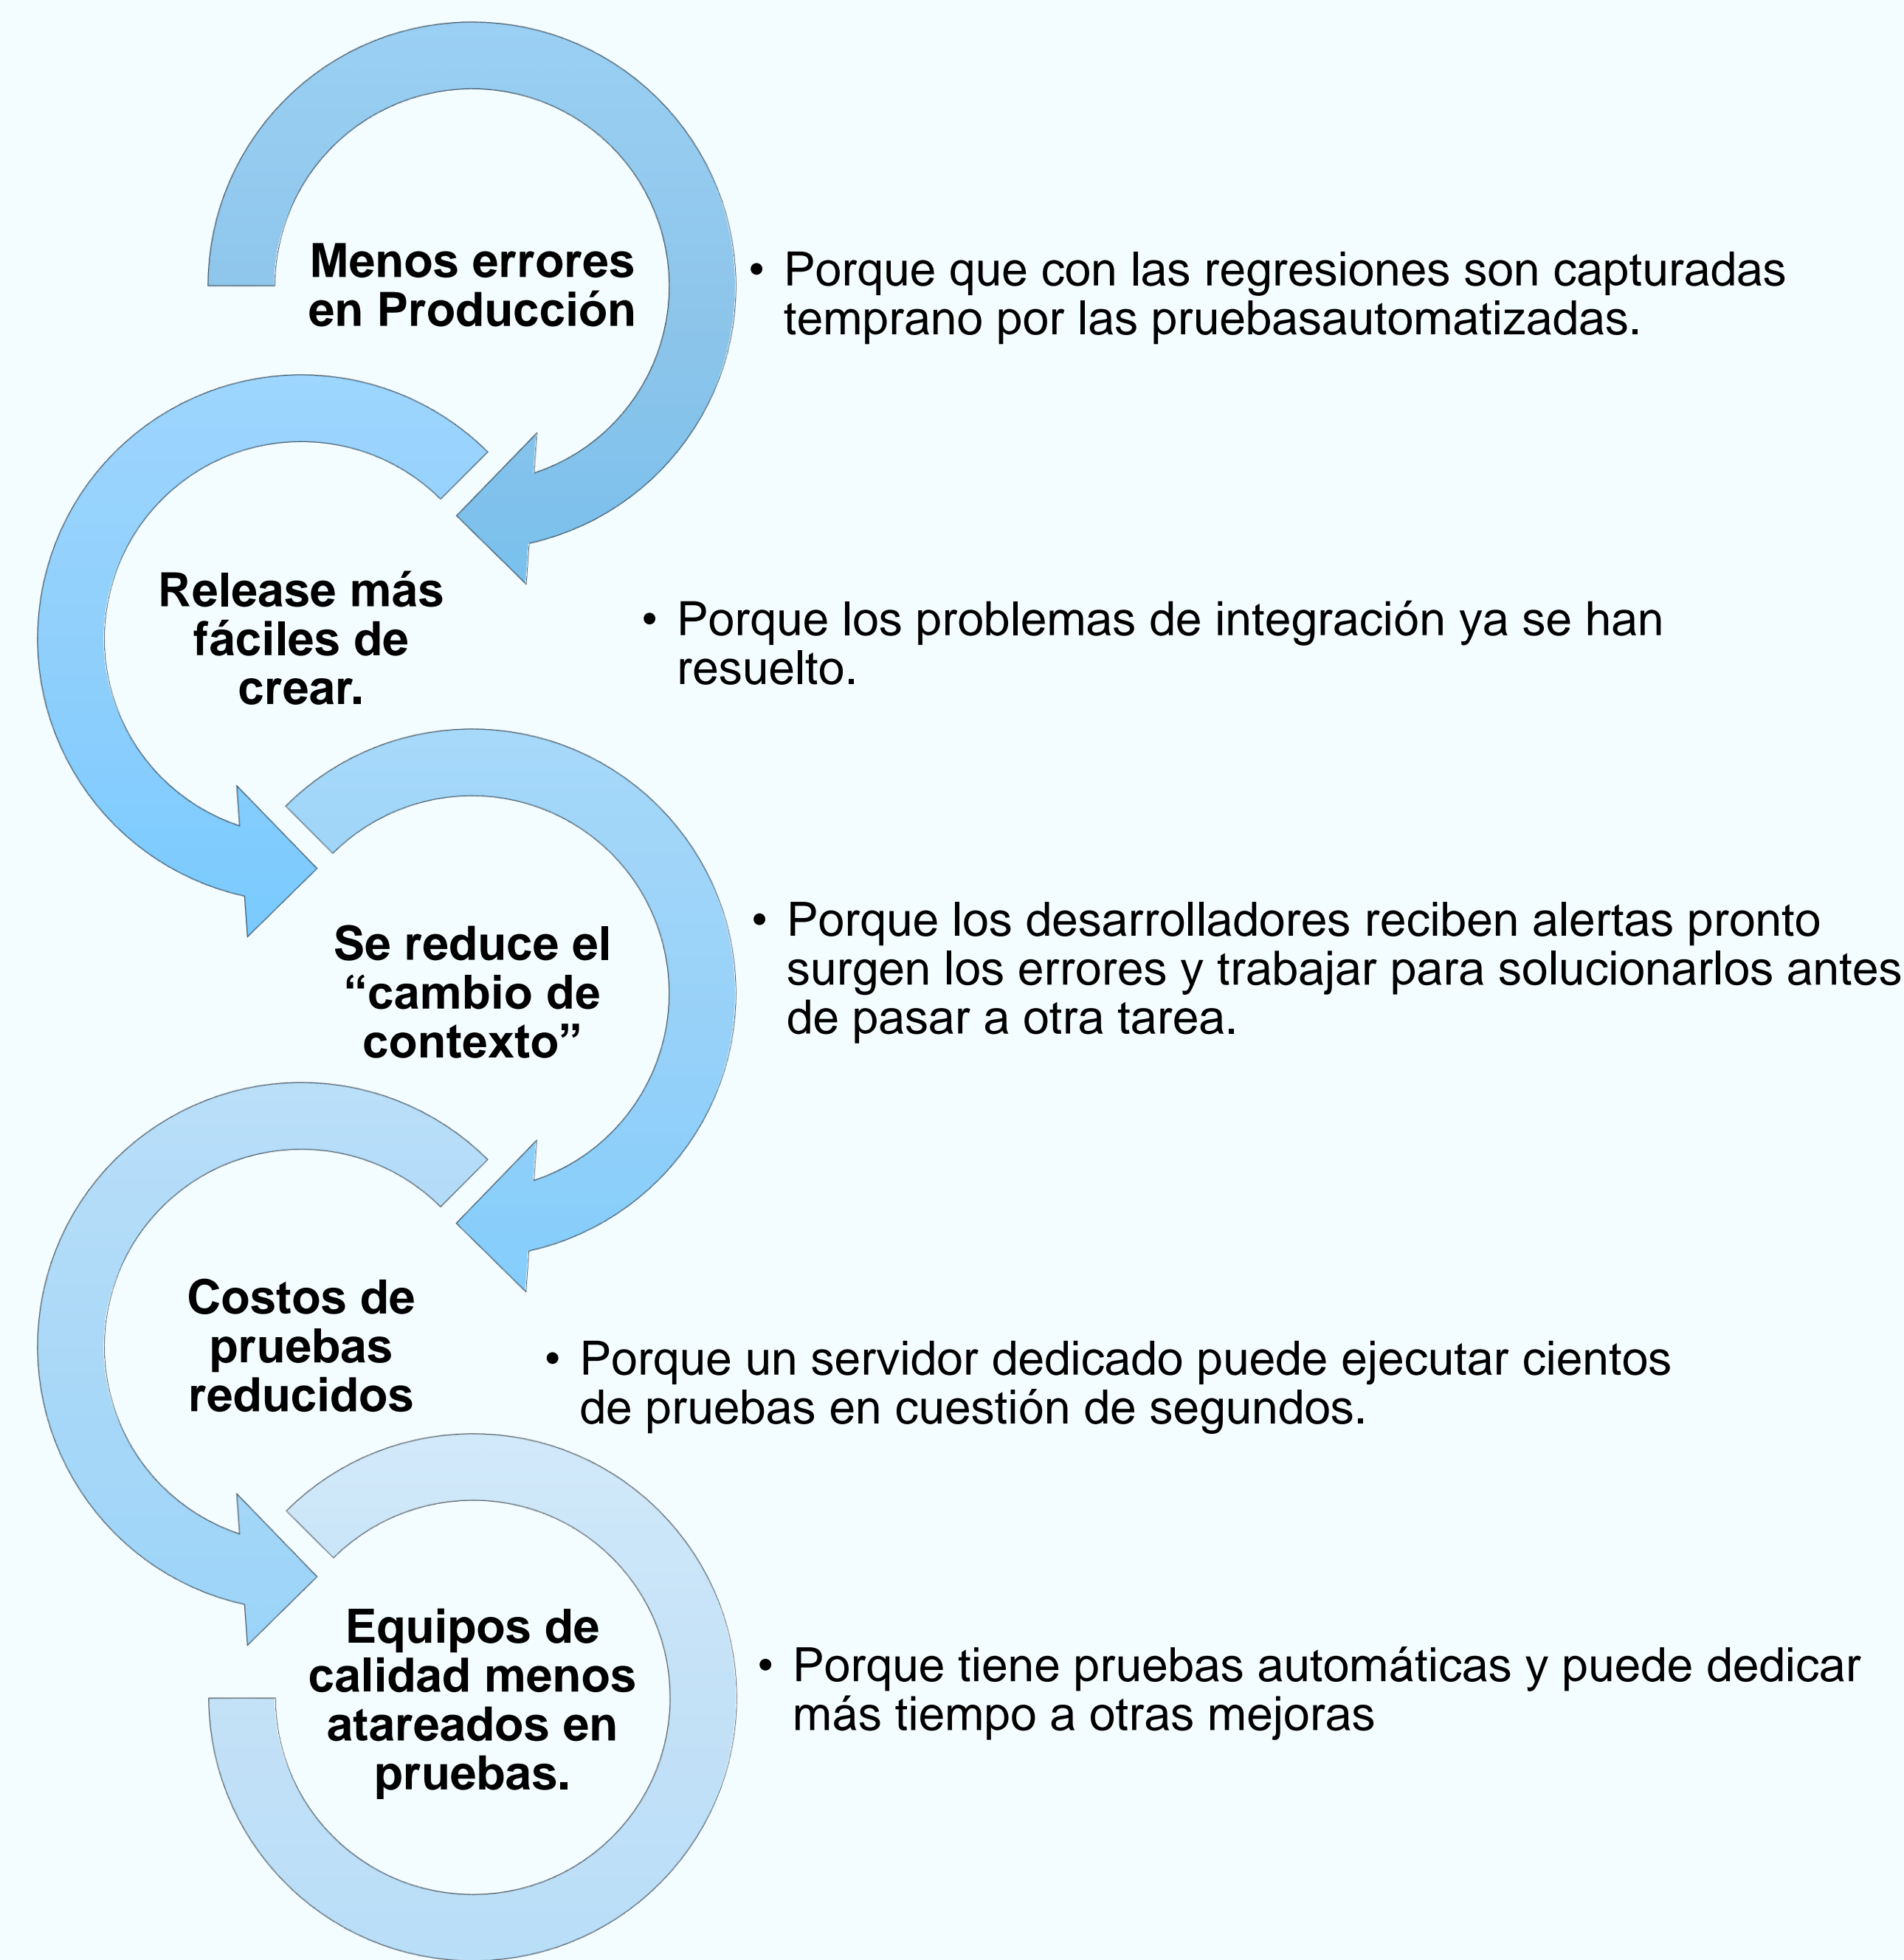 Menos errores
en Producción
• Porque que con las regresiones son capturadas
temprano por las pruebasautomatizadas.
Release más
fáciles de
crear.
• Porque los problemas de integración ya se han
resuelto.
Se reduce el
“cambio de
contexto”
• Porque los desarrolladores reciben alertas pronto
surgen los errores y trabajar para solucionarlos antes
de pasar a otra tarea.
Costos de
pruebas
reducidos
• Porque un servidor dedicado puede ejecutar cientos
de pruebas en cuestión de segundos.
Equipos de
calidad menos
atareados en
pruebas.
• Porque tiene pruebas automáticas y puede dedicar
más tiempo a otras mejoras